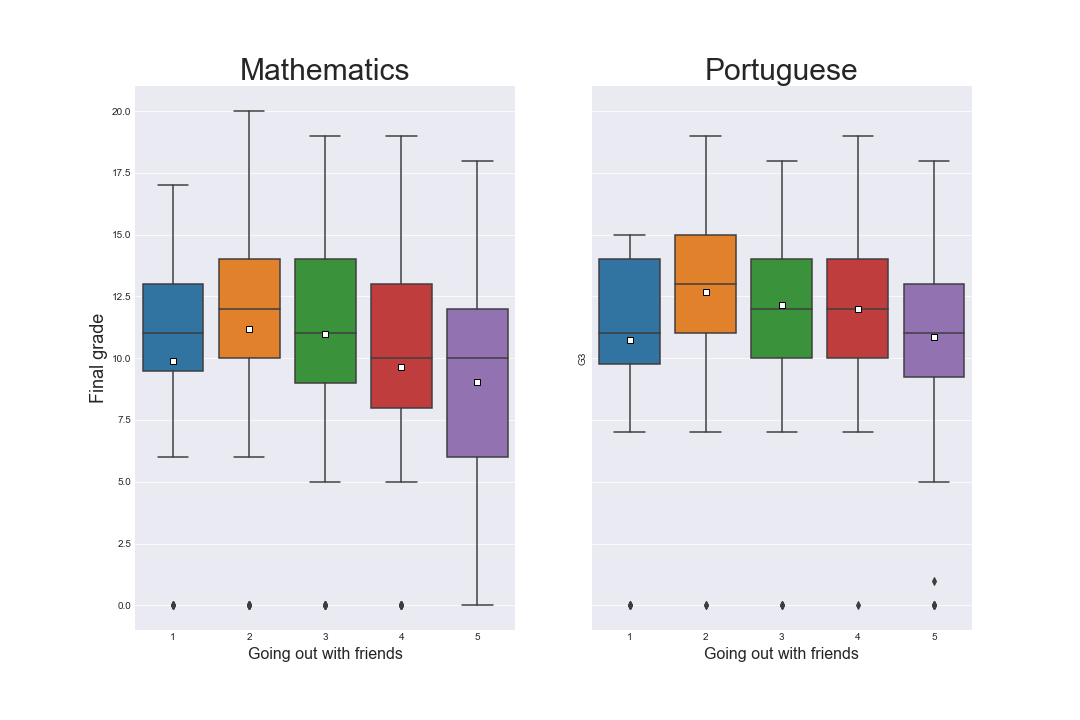 Mathematics
Portuguese
Final grade
20.0
17.5
15.0
12.5
10.0
7.5
5.0
2.5
0.0
1 2 3 4 5
Going out with friends
G3
1 2 3 4 5
Going out with friends